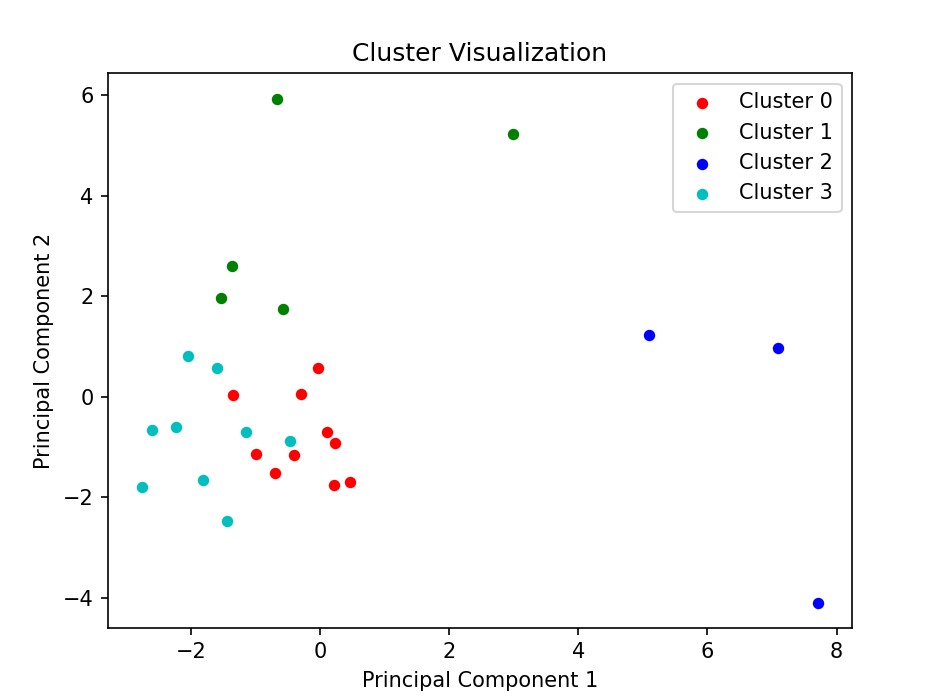 Cluster Visualization
Cluster 0
Cluster 1
Cluster 2
Cluster 3
Principal Component 2
6
4
2
0
−2
−4
−2 0 2 4 6 8
Principal Component 1